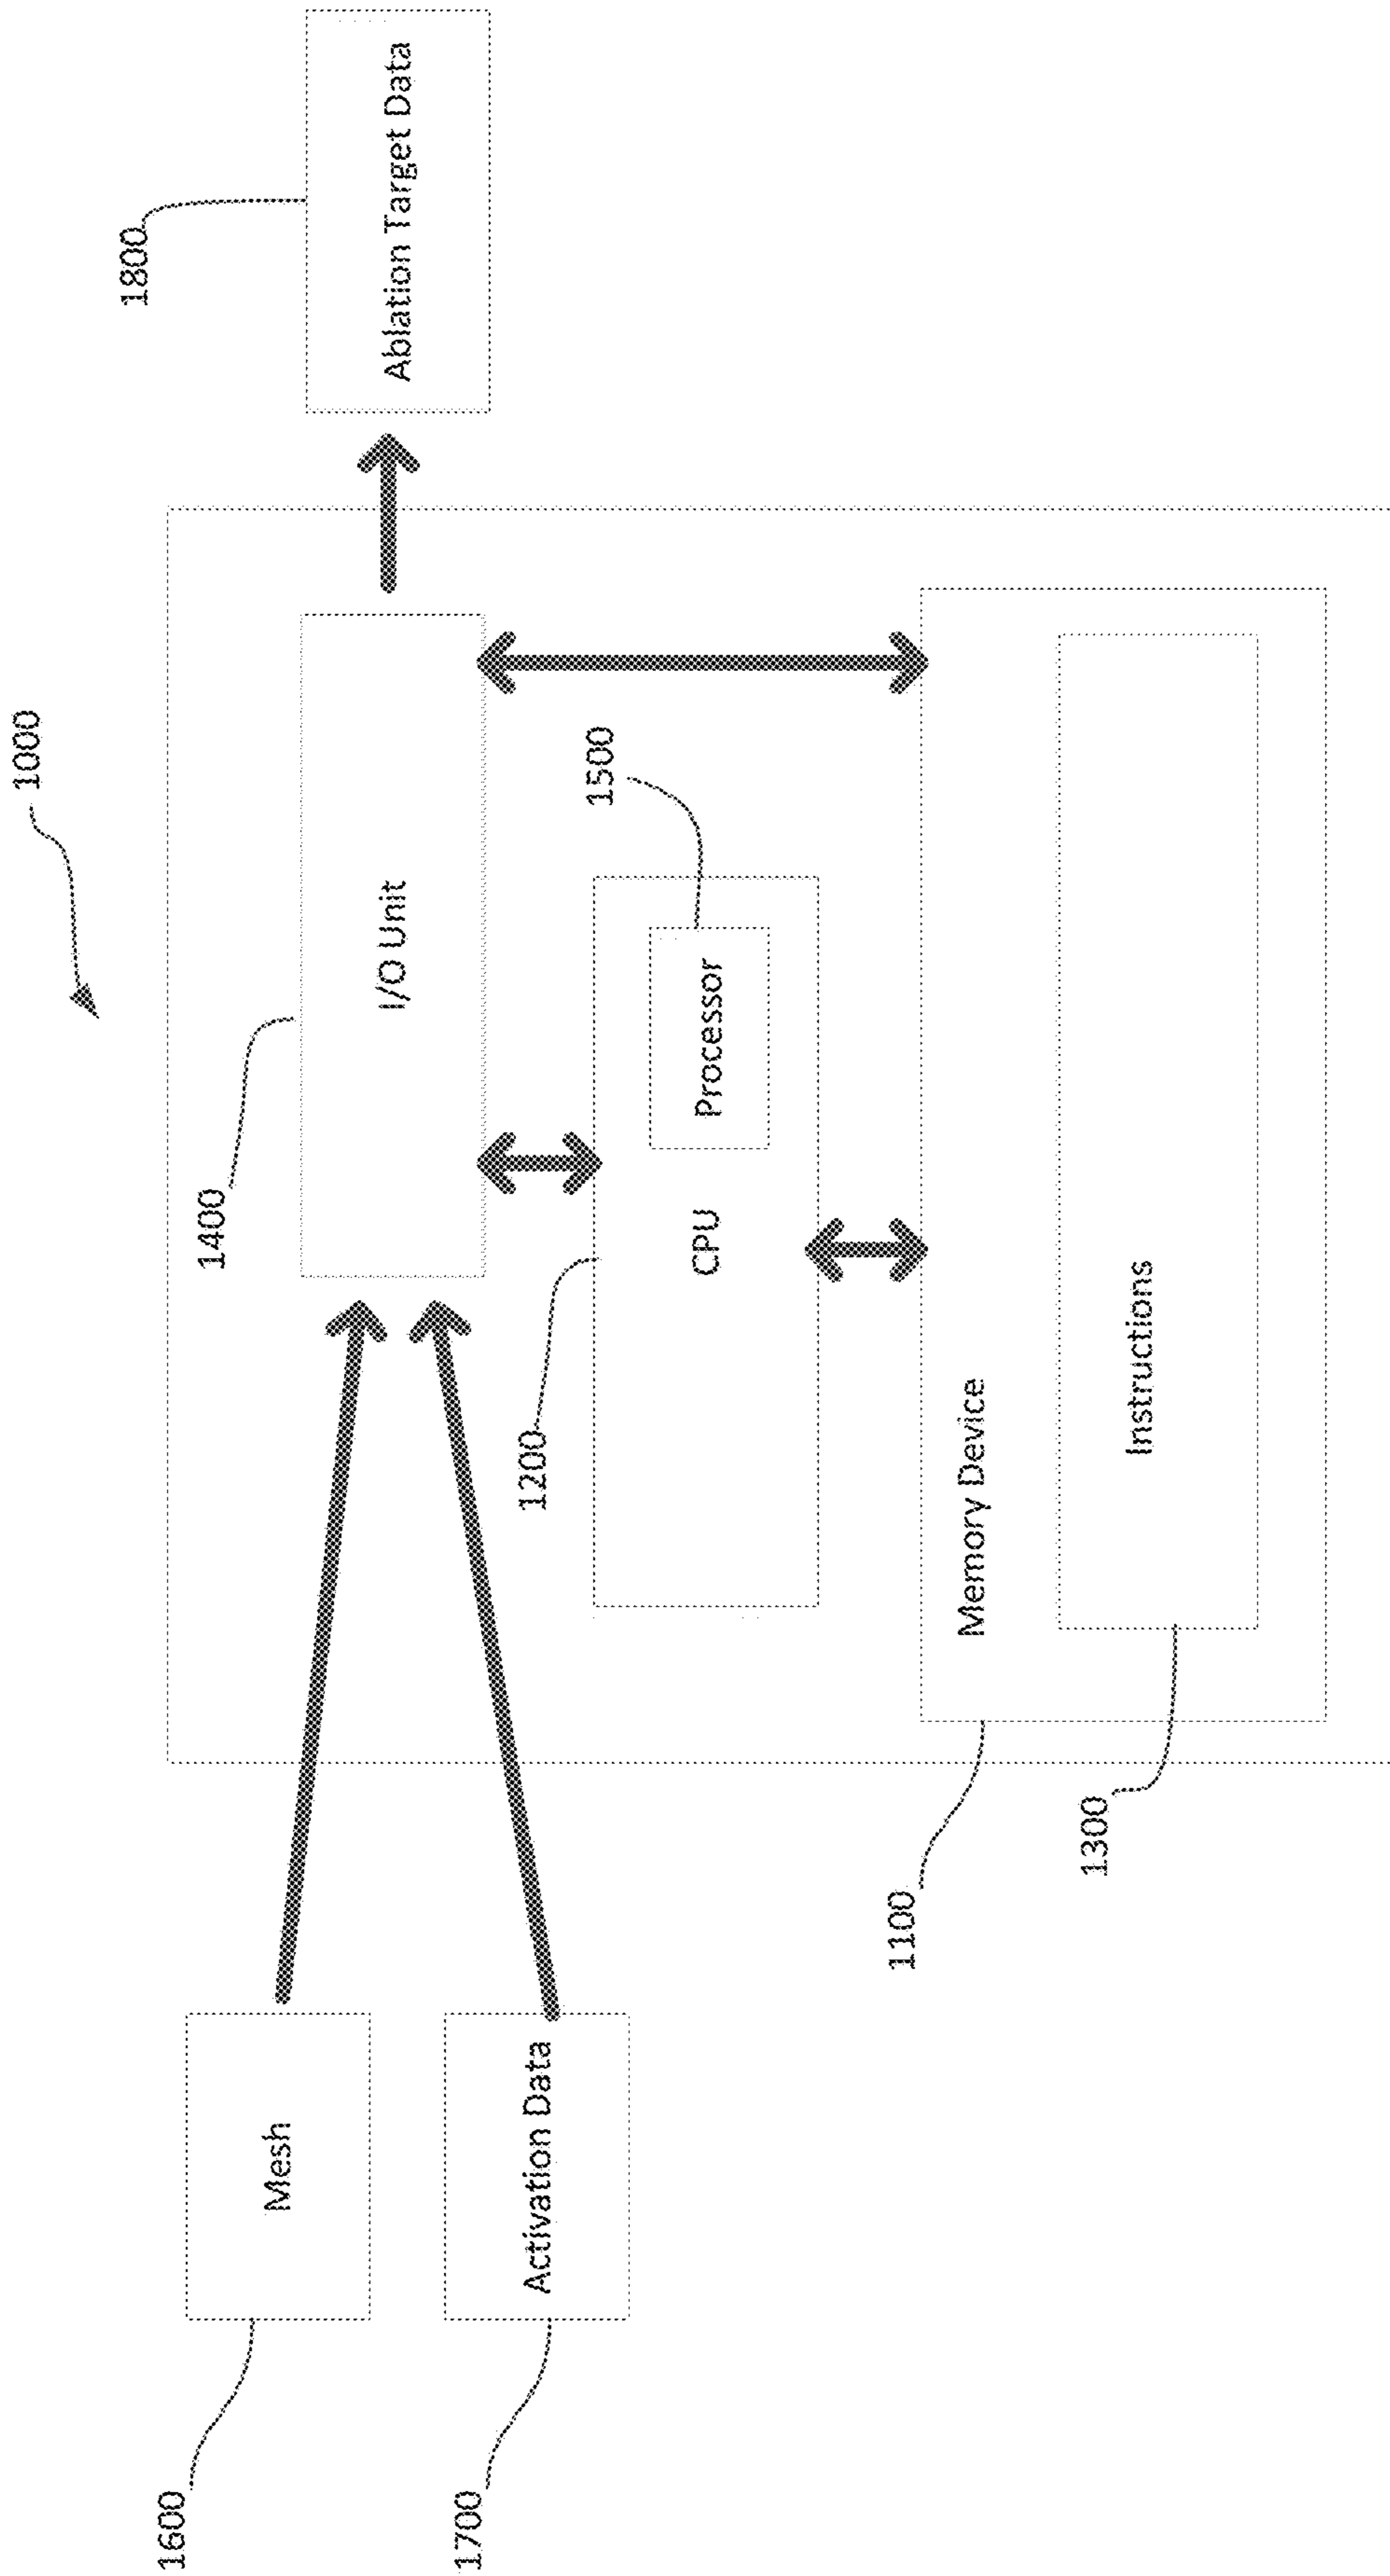 1000
1800
1400
I/O Unit
Ablation Target Data
1600
Mesh
1500
1200
CPU
Processor
1700
Activation Data
Memory Device
1100
Instructions
1300